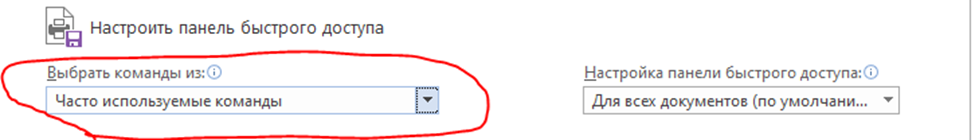 Настроить панель быстрого доступа
Выбрать команды из:
Настройка панели быстрого доступа:
Часто используемые команды
Для всех документов (по умолчани...